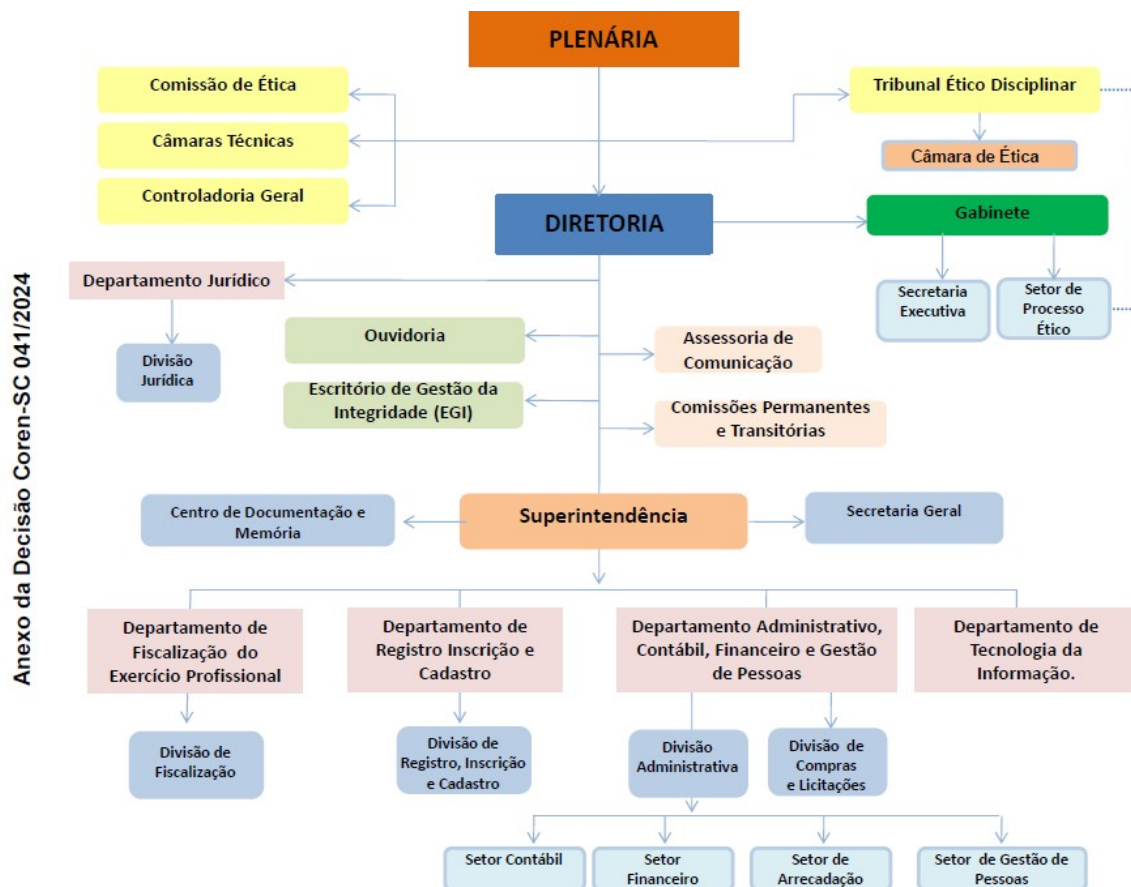 PLENÁRIA
Comissão de Ética
Tribunal Ético Disciplinar
Câmaras Técnicas
Câmara de Ética
Controladoria Geral
DIRETORIA
Gabinete
Departamento Jurídico
Secretaria
Executiva
Setor de
Processo
Ético
Ouvidoria
Assessoria de
Comunicação
Divisão
Jurídica
Escritório de Gestão da
Integridade (EGI)
Comissões Permanentes
e Transitórias
Anexo da Decisão Coren-SC 041/2024
Centro de Documentação e
Memória
Superintendência
Secretaria Geral
Departamento de
Fiscalização do
Exercício Profissional
Departamento de
Registro Inscrição e
Cadastro
Departamento Administrativo,
Contábil, Financeiro e Gestão
de Pessoas
Departamento de
Tecnologia da
Informação.
Divisão de
Fiscalização
Divisão de
Registro, Inscrição
e Cadastro
Divisão
Administrativa
Divisão de
Compras
e Licitações
Setor Contábil
Setor
Financeiro
Setor de
Arrecadação
Setor de Gestão de
Pessoas